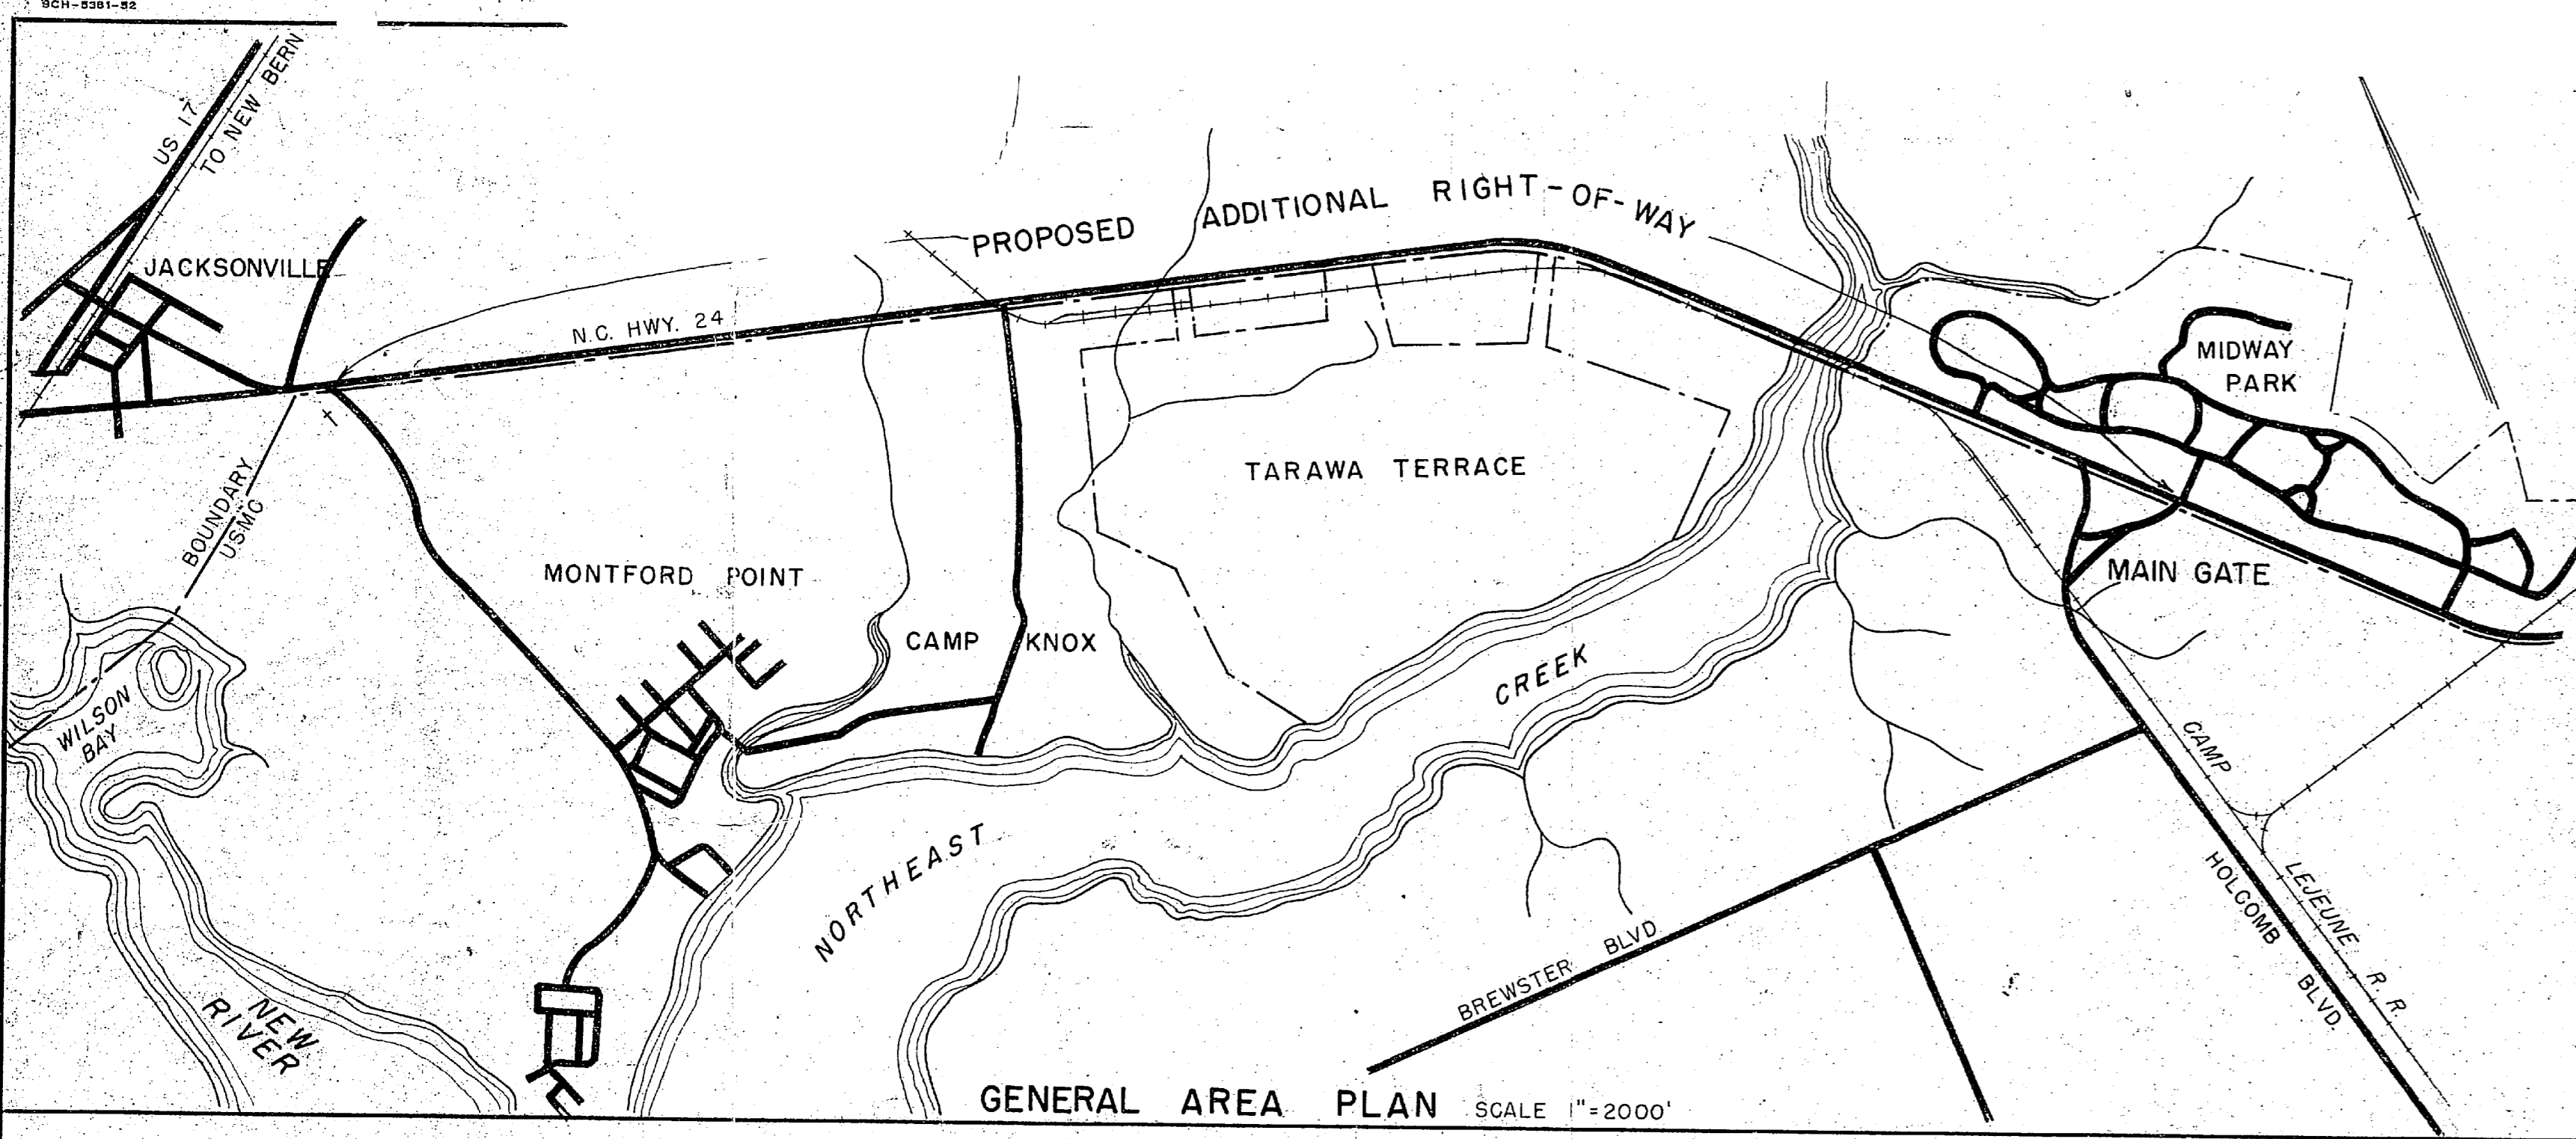 SCH-5381-52
US 17
TO NEW BERN
JACKSONVILLE
PROPOSED ADDITIONAL RIGHT-OF-WAY
N.C. HWY. 24
MIDWAY
PARK
TARAWA TERRACE
BOUNDARY
USMC
MONTFORD POINT
MAIN GATE
CAMP KNOX
WILSON
BAY
NORTHEAST CREEK
CAMP LEJEUNE R.R.
HOLCOMB BLVD.
BREWSTER BLVD
NEW
RIVER
GENERAL AREA PLAN SCALE 1"=2000'